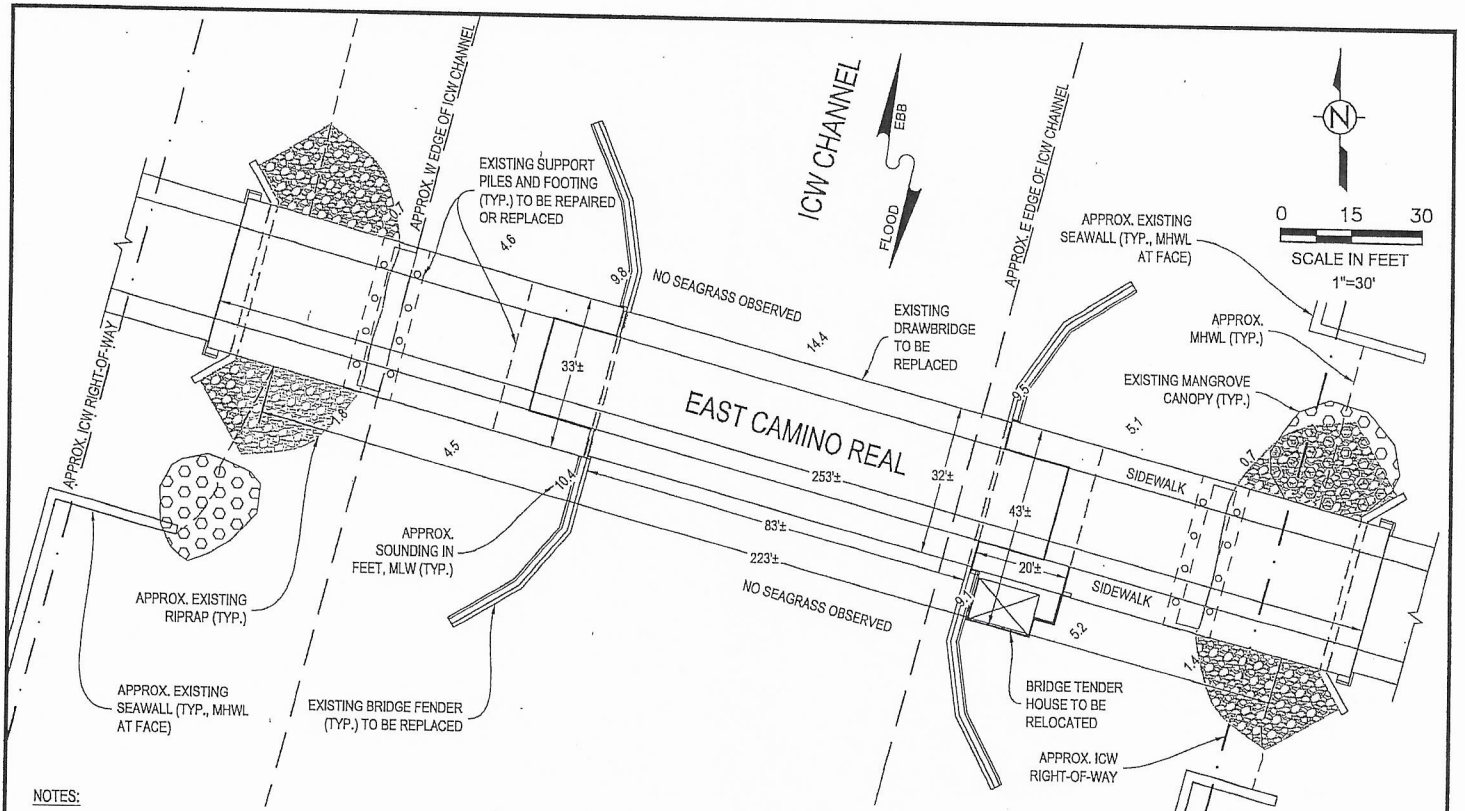 APPROX. W EDGE OF ICW CHANNEL
ICW CHANNEL
EBB
FLOOD
APPROX. E EDGE OF ICW CHANNEL
N
0 15 30
SCALE IN FEET
1"=30'
EXISTING SUPPORT
PILES AND FOOTING
(TYP.) TO BE REPAIRED
OR REPLACED
APPROX. EXISTING
SEAWALL (TYP., MHWL
AT FACE)
0.7
4.6
9.8
NO SEAGRASS OBSERVED
14.4
EXISTING
DRAWBRIDGE
TO BE
REPLACED
APPROX.
MHWL (TYP.)
EXISTING MANGROVE
CANOPY (TYP.)
APPROX. ICW RIGHT-OF-WAY
33'±
EAST CAMINO REAL
9.5
5.1
0.7
SIDEWALK
1.8
4.5
10.4
253'±
32'±
43'±
83'±
223'±
20'±
SIDEWALK
NO SEAGRASS OBSERVED
9.7
5.2
1.4
APPROX.
SOUNDING IN
FEET, MLW (TYP.)
APPROX. EXISTING
RIPRAP (TYP.)
APPROX. EXISTING
SEAWALL (TYP., MHWL
AT FACE)
EXISTING BRIDGE FENDER
(TYP.) TO BE REPLACED
BRIDGE TENDER
HOUSE TO BE
RELOCATED
APPROX. ICW
RIGHT-OF-WAY
NOTES: